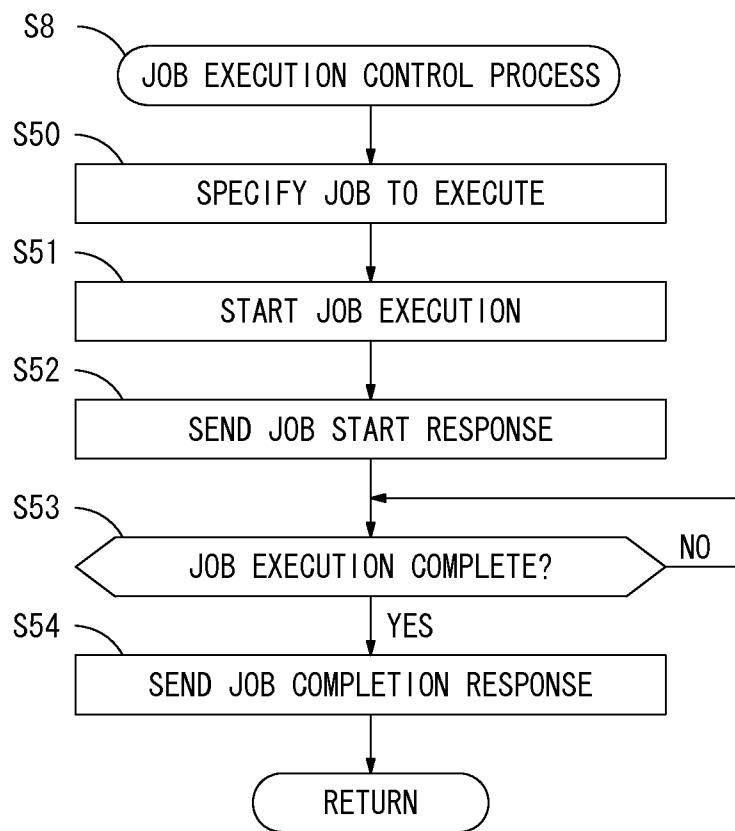 S8
JOB EXECUTION CONTROL PROCESS
S50
SPECIFY JOB TO EXECUTE
S51
START JOB EXECUTION
S52
SEND JOB START RESPONSE
S53
JOB EXECUTION COMPLETE?
NO
YES
S54
SEND JOB COMPLETION RESPONSE
RETURN